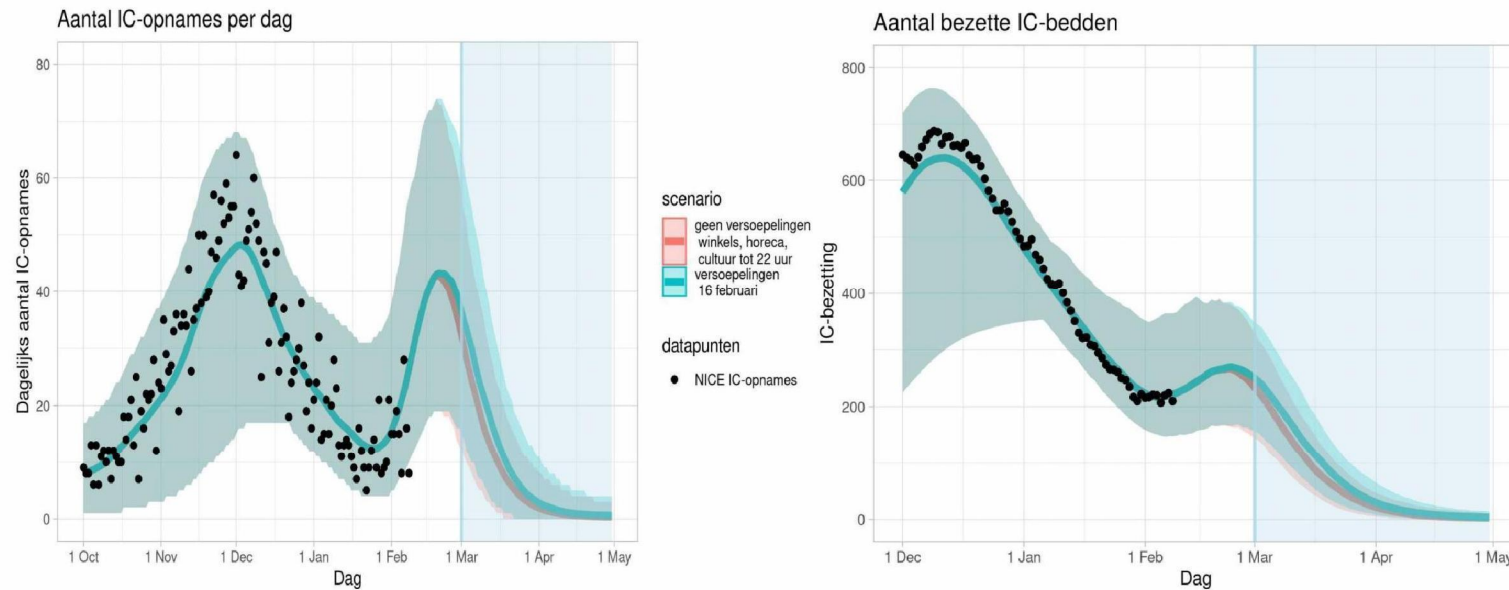 Aantal IC-opnames per dag
80
60
40
20
0
Dagelijks aantal IC-opnames
1 Oct
1 Nov
1 Dec
1 Jan
1 Feb
1 Mar
1 Apr
1 May
Dag
scenario
geen versoepelingen
winkels, horeca,
cultuur tot 22 uur
versoepelingen
16 februari
datapunten
NICE IC-opnames
Aantal bezette IC-bedden
800
600
400
200
0
IC-bezetting
1 Dec
1 Jan
1 Feb
1 Mar
1 Apr
1 May
Dag